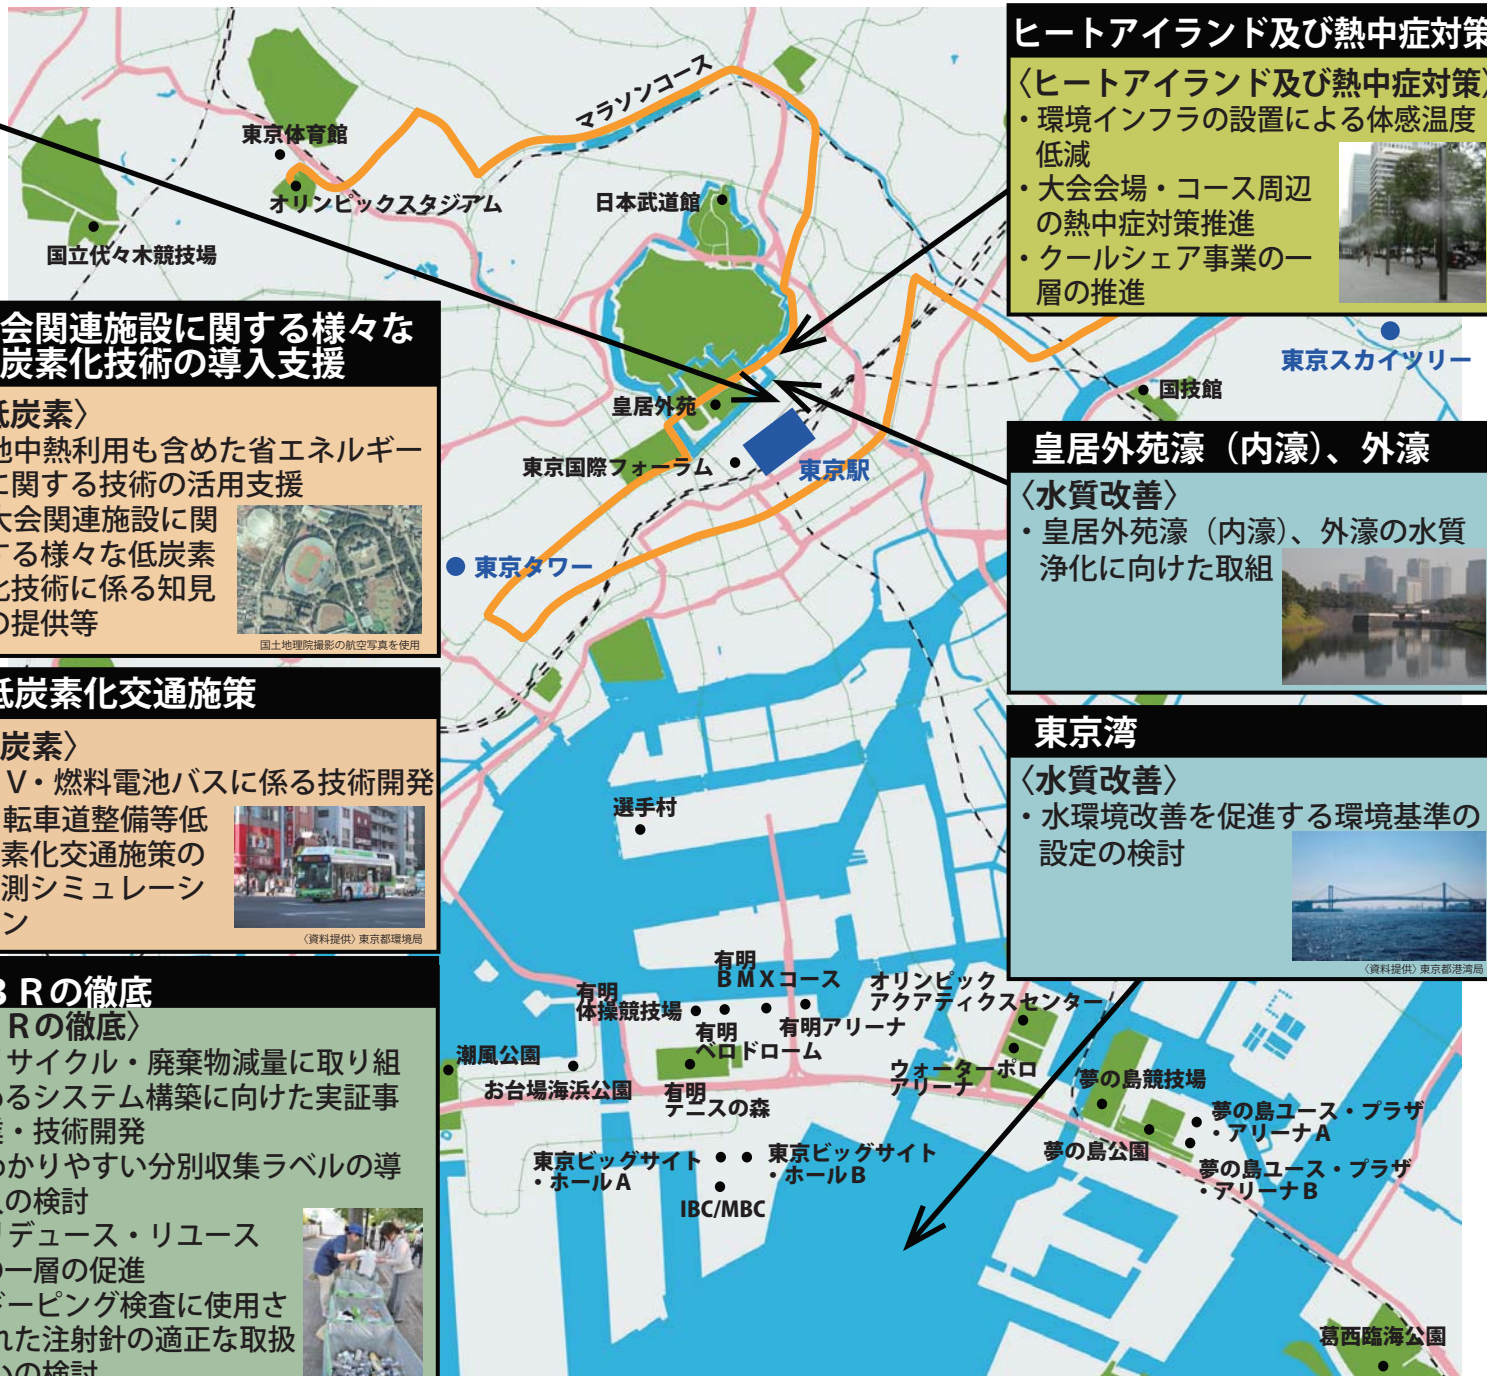 ヒートアイランド及び熱中症対策
〈ヒートアイランド及び熱中症対策〉
・環境インフラの設置による体感温度
低減
・大会会場・コース周辺
の熱中症対策推進
・クールシェア事業の一
層の推進
マラソンコース
東京体育館
オリンピックスタジアム
国立代々木競技場
日本武道館
皇居外苑
東京国際フォーラム
東京駅
東京タワー
東京スカイツリー
国技館
会関連施設に関する様々な
炭素化技術の導入支援
低炭素〉
地中熱利用も含めた省エネルギー
に関する技術の活用支援
大会関連施設に関
する様々な低炭素
化技術に係る知見
の提供等
国土地理院撮影の航空写真を使用
低炭素化交通施策
炭素〉
V・燃料電池バスに係る技術開発
転車道整備等低
素化交通施策の
測シミュレーシ
ン
〈資料提供〉東京都環境局
3Rの徹底
Rの徹底〉
サイクル・廃棄物減量に取り組
めるシステム構築に向けた実証事
業・技術開発
わかりやすい分別収集ラベルの導
入の検討
リデュース・リユース
の一層の促進
ドーピング検査に使用さ
れた注射針の適正な取扱
いの検討
皇居外苑濠（内濠）、外濠
〈水質改善〉
・皇居外苑濠（内濠）、外濠の水質
浄化に向けた取組
東京湾
〈水質改善〉
・水環境改善を促進する環境基準の
設定の検討
〈資料提供〉東京都港湾局
選手村
有明
BMXコース
有明
体操競技場
有明
ベロドローム
有明アリーナ
オリンピック
アクアティクスセンター
潮風公園
お台場海浜公園
有明
テニスの森
ウォーターポロ
アリーナ
夢の島競技場
夢の島公園
夢の島ユース・プラザ
・アリーナA
夢の島ユース・プラザ
・アリーナB
東京ビッグサイト
・ホールA
東京ビッグサイト
・ホールB
IBC/MBC
葛西臨海公園